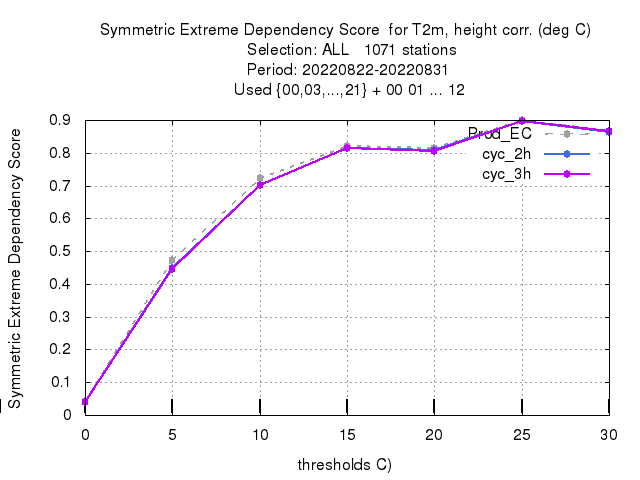 Symmetric Extreme Dependency Score  for T2m, height corr. (deg C)
Selection: ALL   1071 stations
Period: 20220822-20220831
Used {00,03,...,21} + 00 01 ... 12
Symmetric Extreme Dependency Score
0.9
0.8
0.7
0.6
0.5
0.4
0.3
0.2
0.1
0
Prod_EC
cyc_2h
cyc_3h
0 5 10 15 20 25 30
thresholds C)